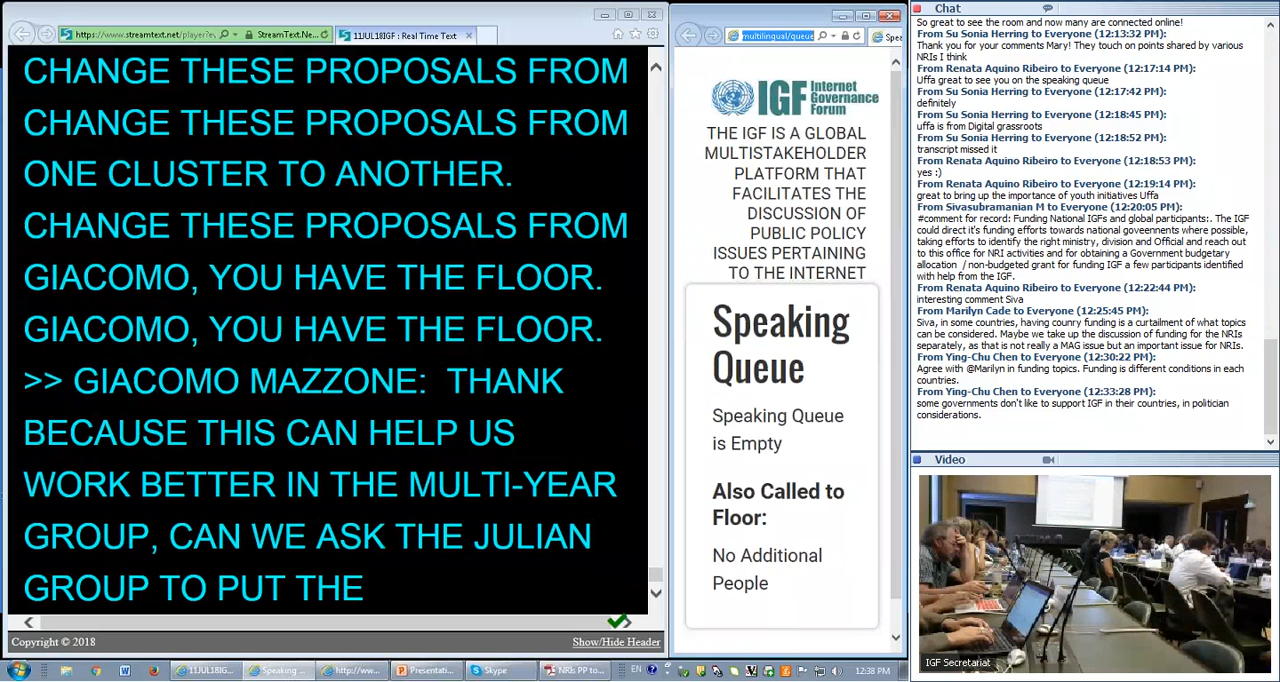 https://www.streamtext.net/player?ev
StreamText.Ne
11JUL18IGF : Real Time Text
CHANGE THESE PROPOSALS FROM
CHANGE THESE PROPOSALS FROM
ONE CLUSTER TO ANOTHER.
CHANGE THESE PROPOSALS FROM
GIACOMO, YOU HAVE THE FLOOR.
GIACOMO, YOU HAVE THE FLOOR.
>> GIACOMO MAZZONE:  THANK
BECAUSE THIS CAN HELP US
WORK BETTER IN THE MULTI-YEAR
GROUP, CAN WE ASK THE JULIAN
GROUP TO PUT THE
Copyright © 2018
Show/Hide Header
multilingual/queue
Spea
IGF Internet
Governance
Forum
THE IGF IS A GLOBAL
MULTISTAKEHOLDER
PLATFORM THAT
FACILITATES THE
DISCUSSION OF
PUBLIC POLICY
ISSUES PERTAINING
TO THE INTERNET
Speaking
Queue
Speaking Queue
is Empty
Also Called to
Floor:
No Additional
People
Chat
So great to see the room and now many are connected online!
From Su Sonia Herring to Everyone (12:13:32 PM):
Thank you for your comments Mary! They touch on points shared by various
NRIs I think
From Renata Aquino Ribeiro to Everyone (12:17:14 PM):
Uffa great to see you on the speaking queue
From Su Sonia Herring to Everyone (12:17:42 PM):
definitely
From Su Sonia Herring to Everyone (12:18:45 PM):
uffa is from Digital grassroots
From Su Sonia Herring to Everyone (12:18:52 PM):
transcript missed it
From Renata Aquino Ribeiro to Everyone (12:18:53 PM):
yes :)
From Renata Aquino Ribeiro to Everyone (12:19:14 PM):
great to bring up the importance of youth initiatives Uffa
From Sivasubramanian M to Everyone (12:20:05 PM):
#comment for record: Funding National IGFs and global participants:. The IGF
could direct it's funding efforts towards national goveennents where possible,
taking efforts to identify the right ministry, division and Official and reach out
to this office for NRI activities and for obtaining a Government budgetary
allocation  / non-budgeted grant for funding IGF a few participants identified
with help from the IGF.
From Renata Aquino Ribeiro to Everyone (12:22:44 PM):
interesting comment Siva
From Marilyn Cade to Everyone (12:25:45 PM):
Siva, in some countries, having counry funding is a curtailment of what topics
can be considered. Maybe we take up the discussion of funding for the NRIs
separately, as that is not really a MAG issue but an important issue for NRIs.
From Ying-Chu Chen to Everyone (12:30:22 PM):
Agree with @Marilyn in funding topics. Funding is different conditions in each
countries.
From Ying-Chu Chen to Everyone (12:33:28 PM):
some governments don't like to support IGF in their countries, in politician
considerations.
Video
IGF Secretariat
11JUL18IG...
Speaking ...
http://ww...
Presentati...
Skype
NRIs PP to...
EN
12:38 PM